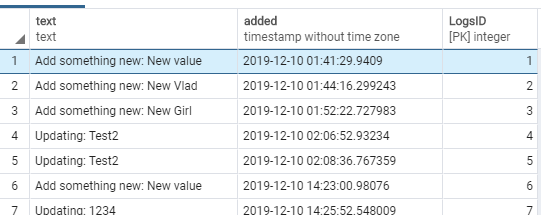 text added LogsID
text timestamp without time zone [PK] integer
1 Add something new: New value 2019-12-10 01:41:29.9409 1
2 Add something new: New Vlad 2019-12-10 01:44:16.299243 2
3 Add something new: New Girl 2019-12-10 01:52:22.727983 3
4 Updating: Test2 2019-12-10 02:06:52.93234 4
5 Updating: Test2 2019-12-10 02:08:36.767359 5
6 Add something new: New value 2019-12-10 14:23:00.98076 6
7 Updating: 1234 2019-12-10 14:25:52.548009 7